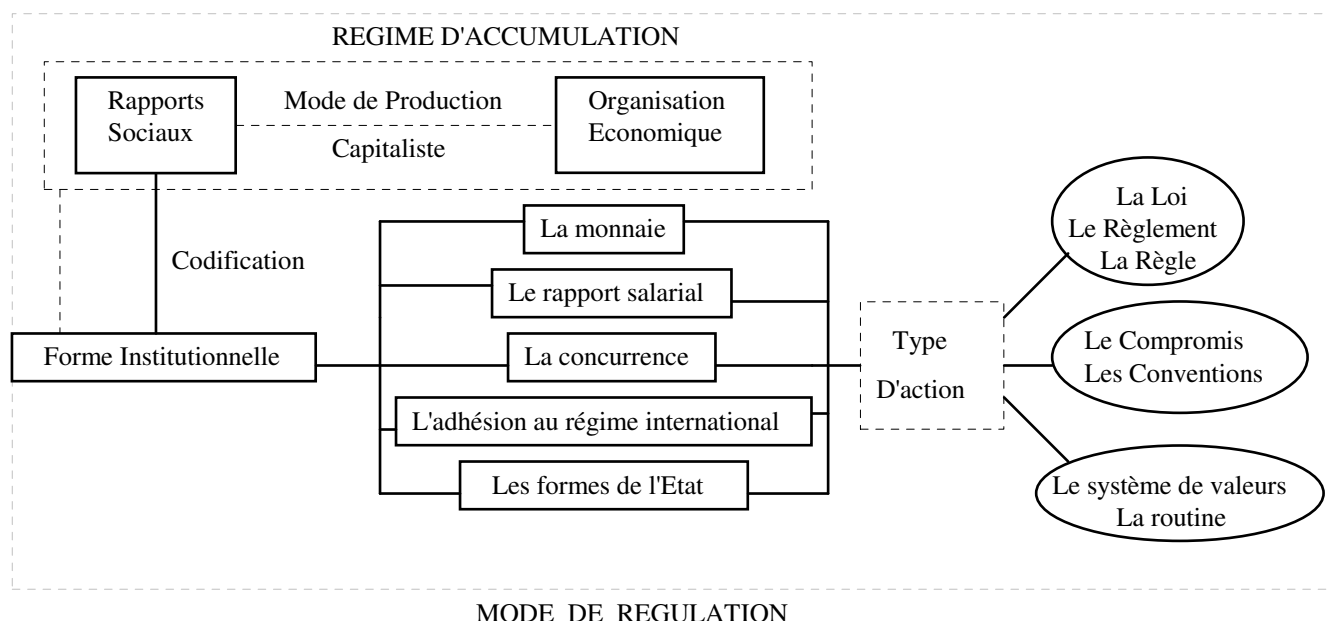 REGIME D'ACCUMULATION
Rapports
Sociaux
Mode de Production
Capitaliste
Organisation
Economique
Codification
Forme Institutionnelle
La monnaie
Le rapport salarial
La concurrence
L'adhésion au régime international
Les formes de l'Etat
Type
D'action
La Loi
Le Règlement
La Règle
Le Compromis
Les Conventions
Le système de valeurs
La routine
MODE DE REGULATION